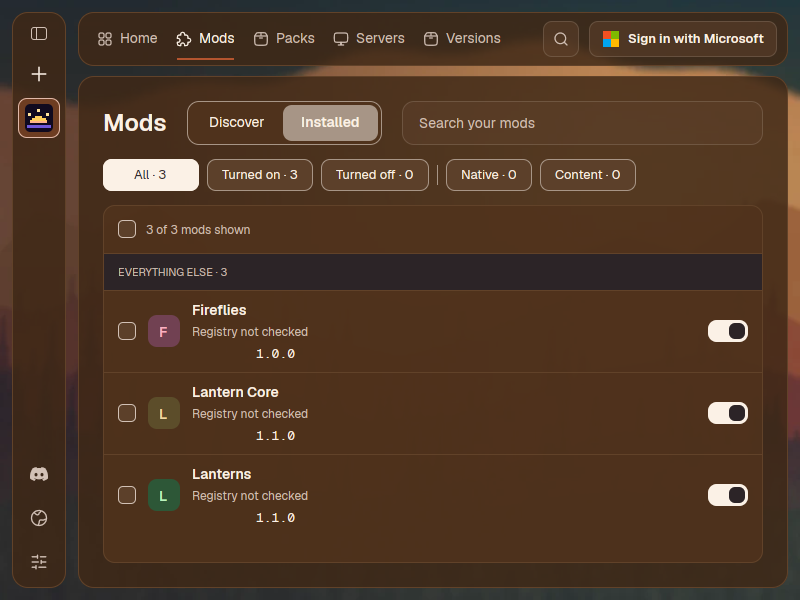 Home
Mods
Packs
Servers
Versions
Sign in with Microsoft
Mods
Discover
Installed
Search your mods
All · 3
Turned on · 3
Turned off · 0
Native · 0
Content · 0
3 of 3 mods shown
EVERYTHING ELSE · 3
F
Fireflies
Registry not checked
1.0.0
L
Lantern Core
Registry not checked
1.1.0
L
Lanterns
Registry not checked
1.1.0